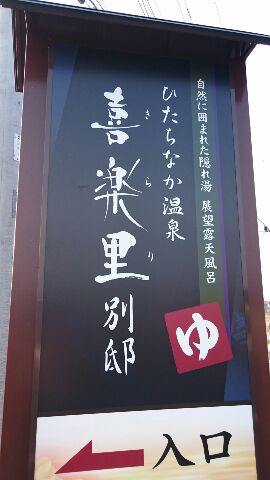 自然に囲まれた隠れ湯 展望露天風呂
ひたちなか温泉
きらり
喜楽里別邸
ゆ
入口